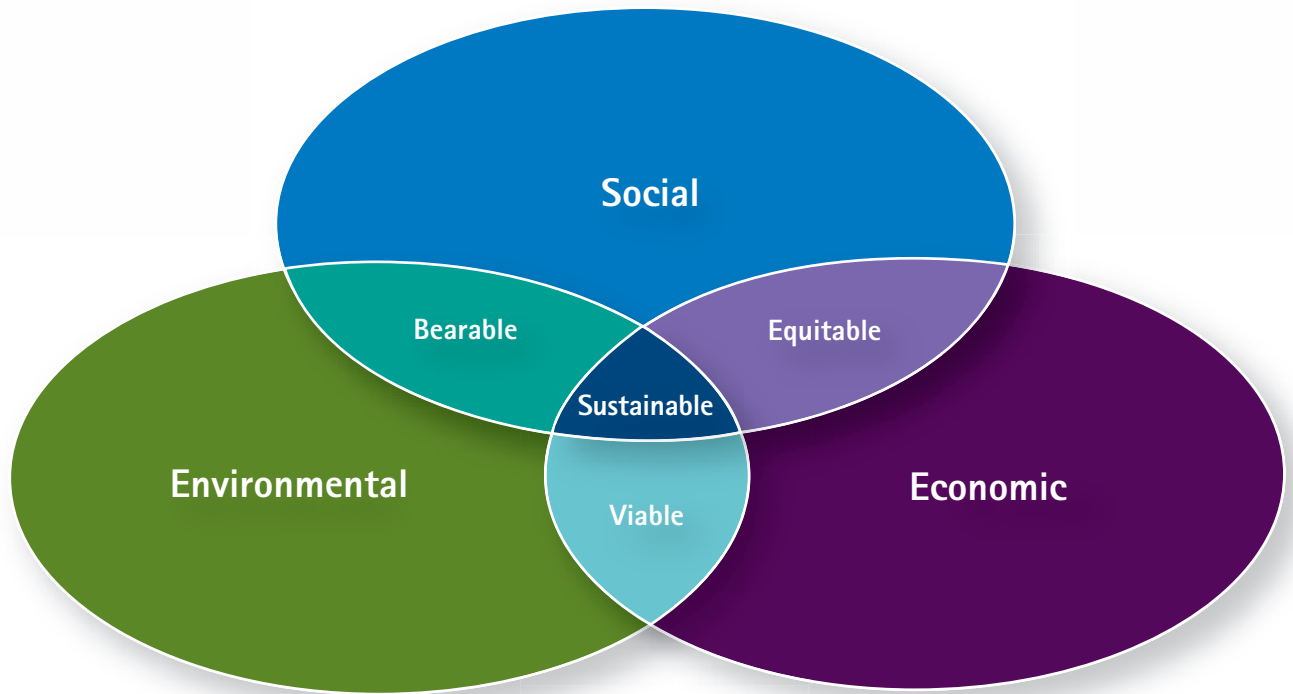 Social
Bearable
Equitable
Sustainable
Environmental
Economic
Viable